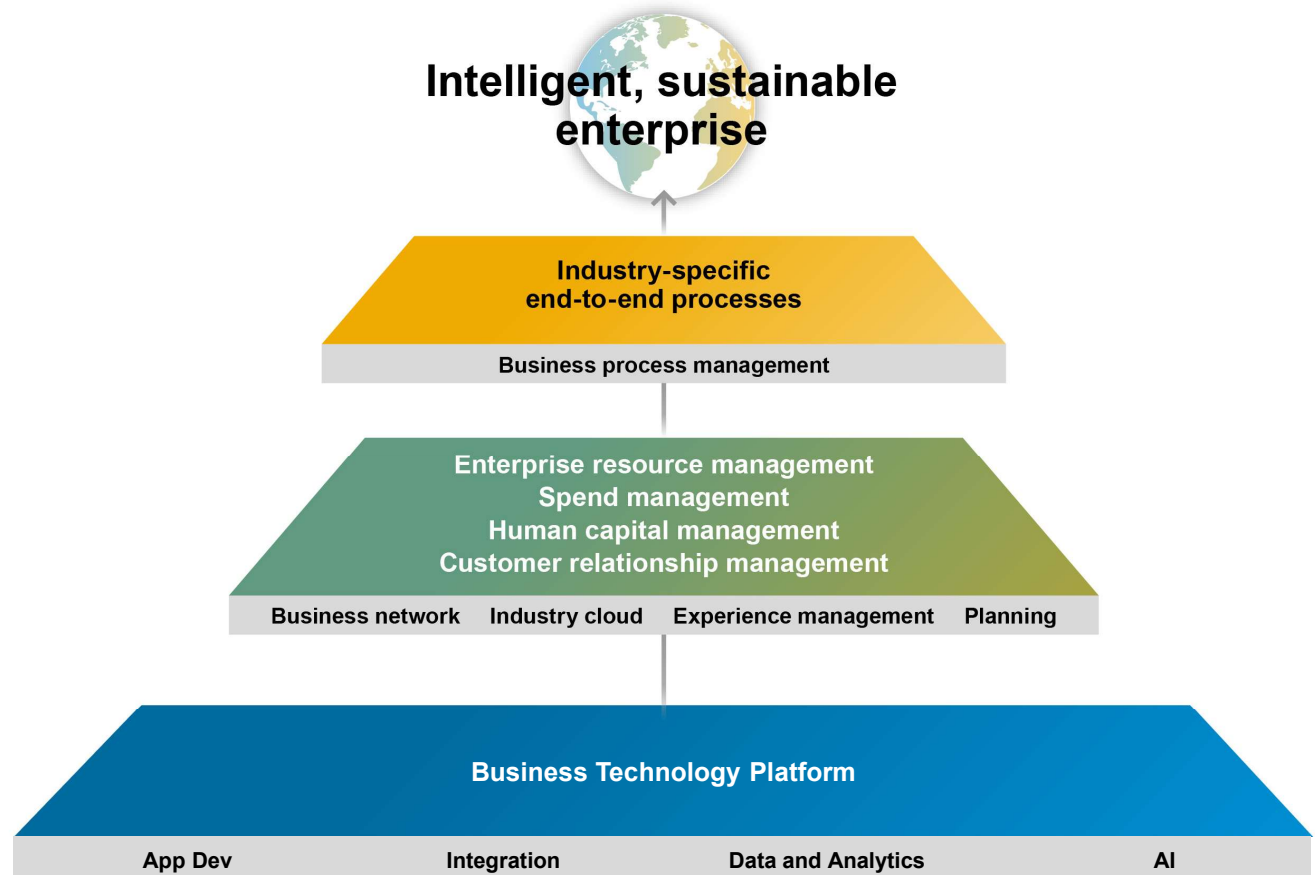 Intelligent, sustainable
enterprise
Industry-specific
end-to-end processes
Business process management
Enterprise resource management
Spend management
Human capital management
Customer relationship management
Business network Industry cloud Experience management Planning
Business Technology Platform
App Dev Integration Data and Analytics AI